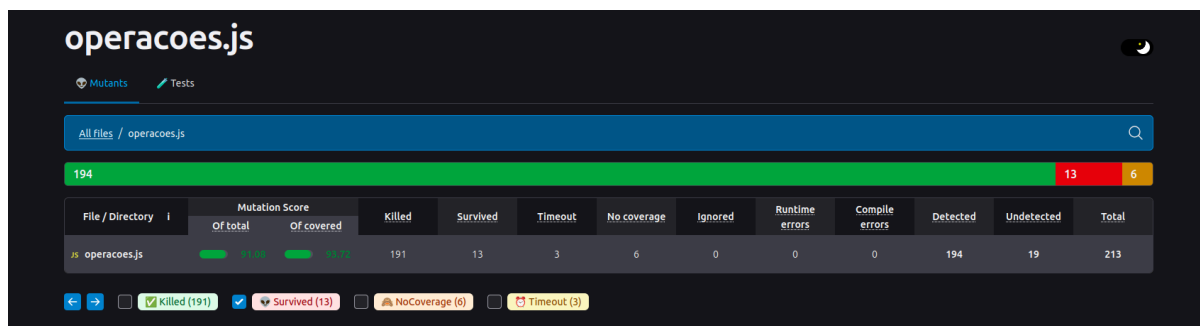 operacoes.js
👽 Mutants 🧪 Tests
All files / operacoes.js
194 13 6
File / Directory i Mutation Score Killed Survived Timeout No coverage Ignored Runtime errors Compile errors Detected Undetected Total
Of total Of covered
JS operacoes.js 91.08 93.72 191 13 3 6 0 0 0 194 19 213
← → ✅ Killed (191) 👽 Survived (13) 🙈 NoCoverage (6) ⏰ Timeout (3)